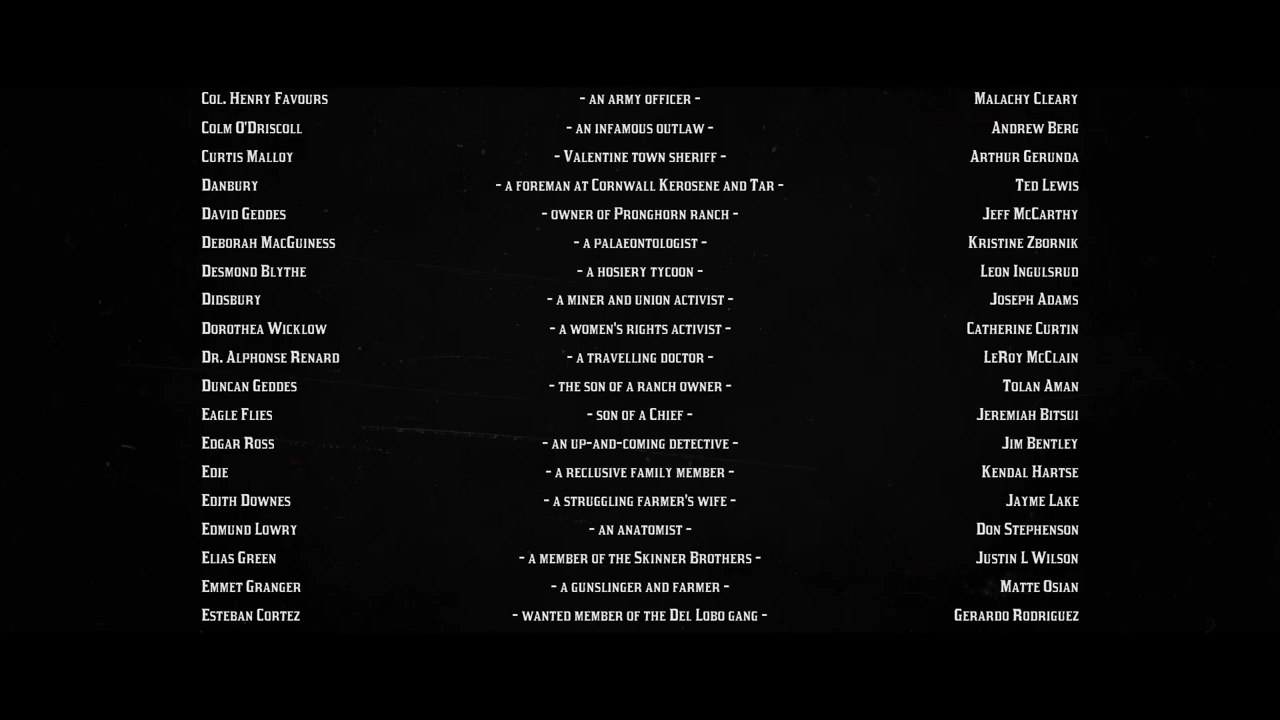 Col. Henry Favours - an army officer - Malachy Cleary
Colm O'Driscoll - an infamous outlaw - Andrew Berg
Curtis Malloy - Valentine town sheriff - Arthur Gerunda
Danbury - a foreman at Cornwall Kerosene and Tar - Ted Lewis
David Geddes - owner of Pronghorn ranch - Jeff McCarthy
Deborah MacGuiness - a palaeontologist - Kristine Zbornik
Desmond Blythe - a hosiery tycoon - Leon Ingulsrud
Didsbury - a miner and union activist - Joseph Adams
Dorothea Wicklow - a women's rights activist - Catherine Curtin
Dr. Alphonse Renard - a travelling doctor - LeRoy McClain
Duncan Geddes - the son of a ranch owner - Tolan Aman
Eagle Flies - son of a Chief - Jeremiah Bitsui
Edgar Ross - an up-and-coming detective - Jim Bentley
Edie - a reclusive family member - Kendal Hartse
Edith Downes - a struggling farmer's wife - Jayme Lake
Edmund Lowry - an anatomist - Don Stephenson
Elias Green - a member of the Skinner Brothers - Justin L Wilson
Emmet Granger - a gunslinger and farmer - Matte Osian
Esteban Cortez - wanted member of the Del Lobo gang - Gerardo Rodriguez